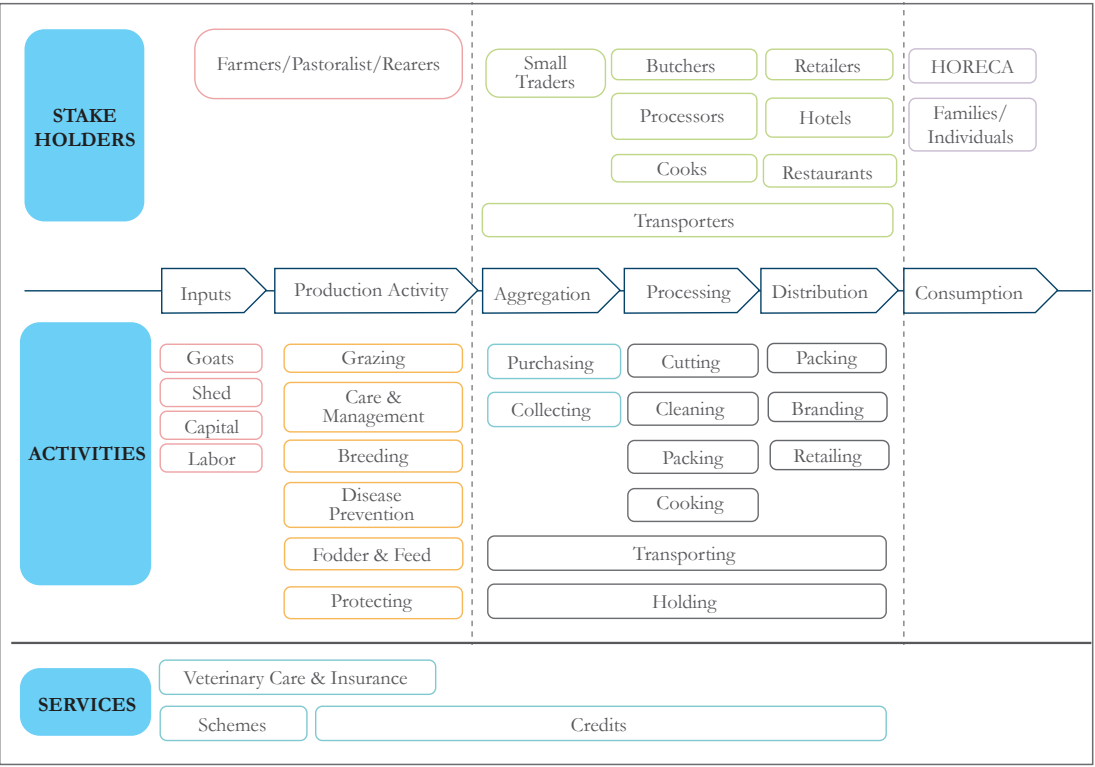 STAKE
HOLDERS
Farmers/Pastoralist/Rearers
Small
Traders
Butchers
Retailers
HORECA
Processors
Hotels
Families/
Individuals
Cooks
Restaurants
Transporters
Inputs
Production Activity
Aggregation
Processing
Distribution
Consumption
ACTIVITIES
Goats
Shed
Capital
Labor
Grazing
Care &
Management
Breeding
Disease
Prevention
Fodder & Feed
Protecting
Purchasing
Collecting
Cutting
Cleaning
Packing
Cooking
Packing
Branding
Retailing
Transporting
Holding
SERVICES
Veterinary Care & Insurance
Schemes
Credits